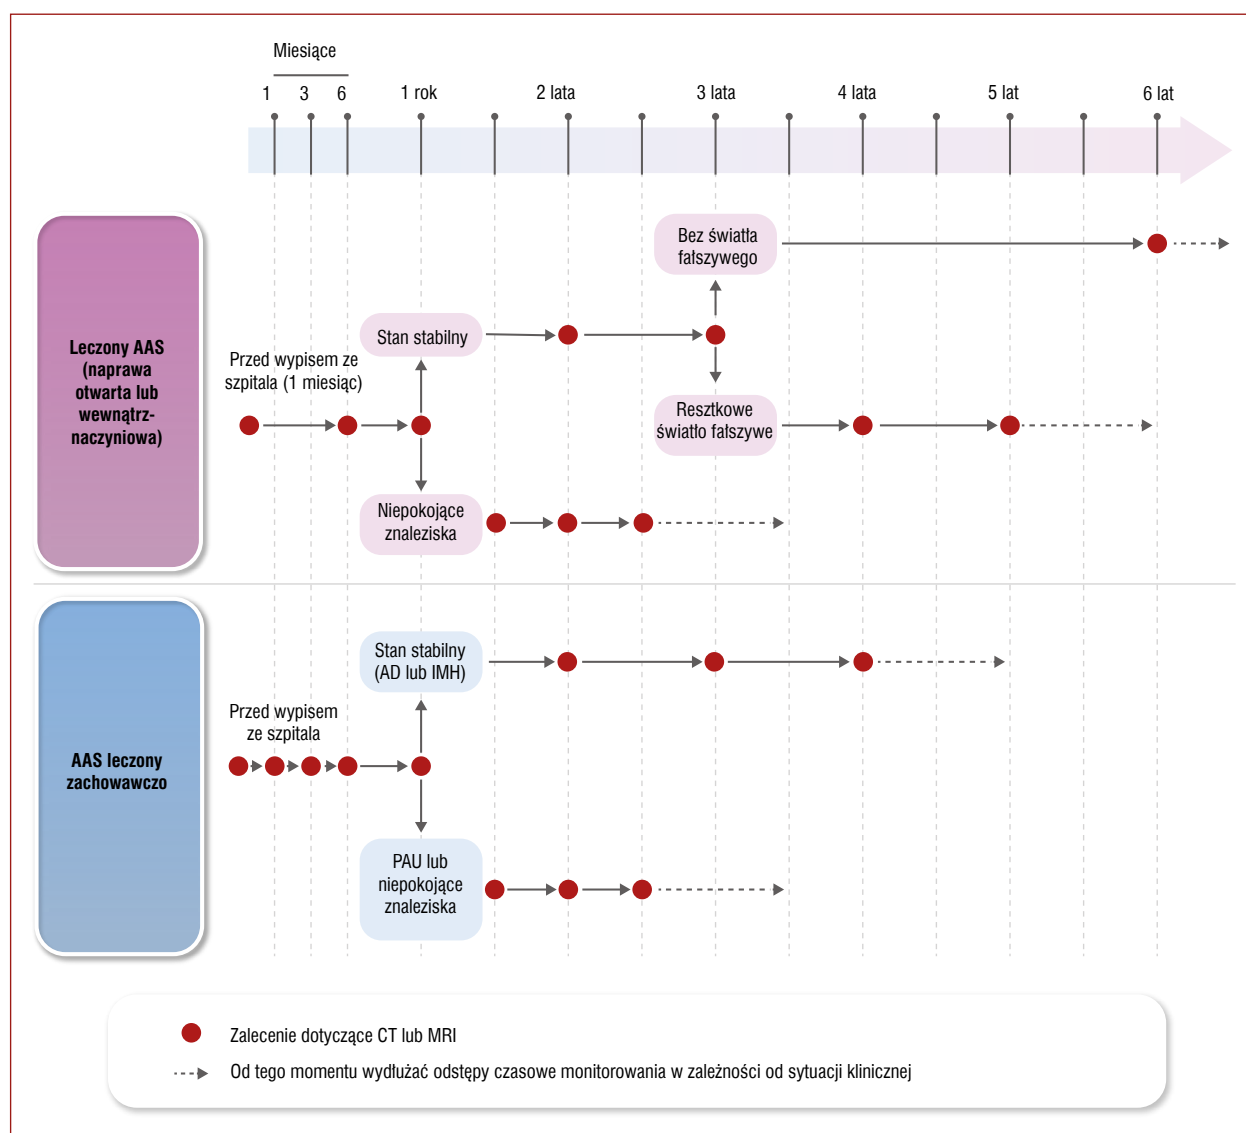 Miesiące
1 3 6 1 rok 2 lata 3 lata 4 lata 5 lat 6 lat
Bez światła
fałszywego
Stan stabilny
Leczony AAS
(naprawa
otwarta lub
wewnątrz-
naczyniowa)
Przed wypisem ze
szpitala (1 miesiąc)
Resztkowe
światło fałszywe
Niepokojące
znaleziska
Stan stabilny
(AD lub IMH)
Przed wypisem
ze szpitala
AAS leczony
zachowawczo
PAU lub
niepokojące
znaleziska
Zalecenie dotyczące CT lub MRI
Od tego momentu wydłużać odstępy czasowe monitorowania w zależności od sytuacji klinicznej